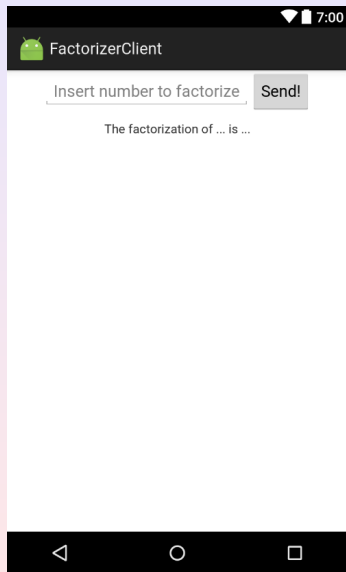 7:00
FactorizerClient
Insert number to factorize Send!
The factorization of ... is ...